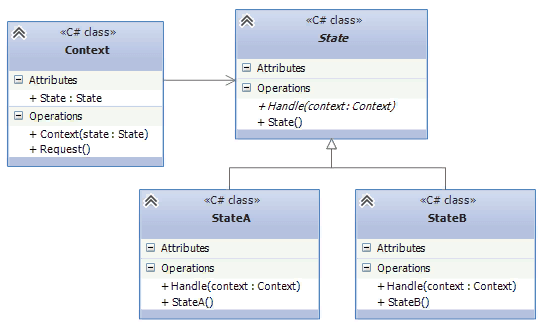 «C# class»
Context
Attributes
+ State : State
Operations
+ Context(state : State)
+ Request()
«C# class»
State
Attributes
Operations
+ Handle(context : Context)
+ State()
«C# class»
StateA
Attributes
Operations
+ Handle(context : Context)
+ StateA()
«C# class»
StateB
Attributes
Operations
+ Handle(context : Context)
+ StateB()